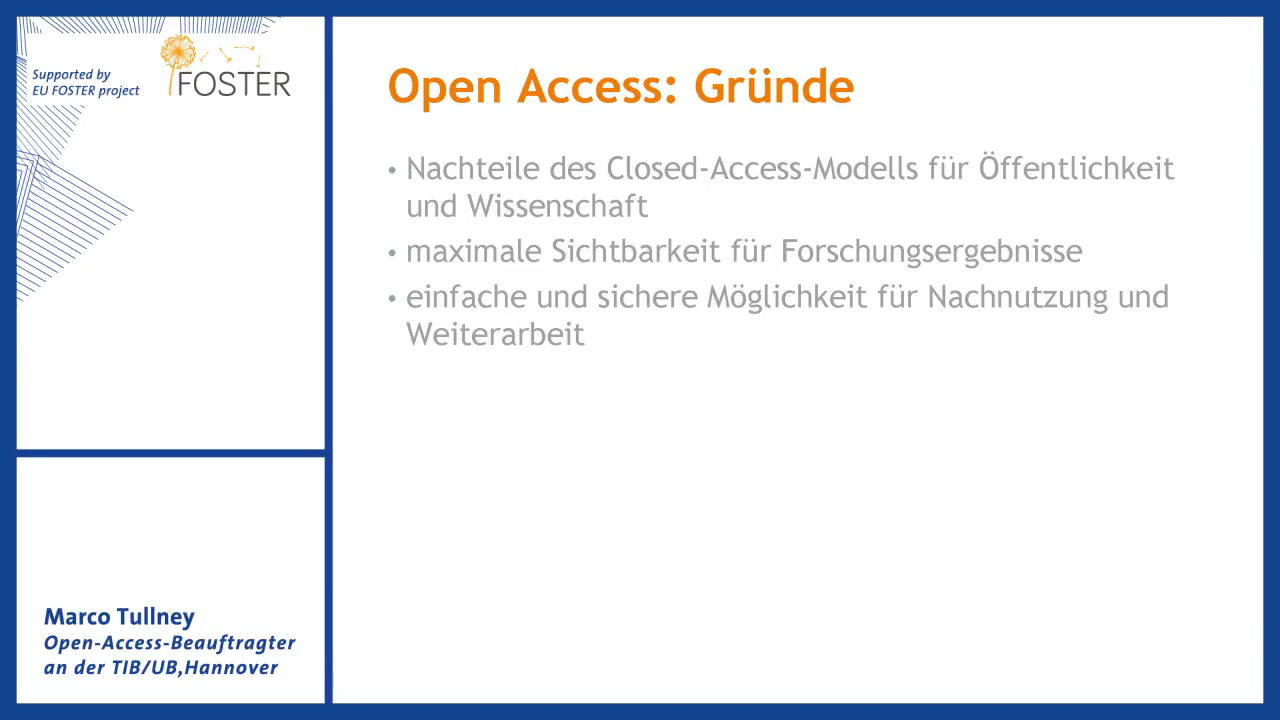 Supported by
EU FOSTER project
FOSTER
Open Access: Gründe
• Nachteile des Closed-Access-Modells für Öffentlichkeit
und Wissenschaft
• maximale Sichtbarkeit für Forschungsergebnisse
• einfache und sichere Möglichkeit für Nachnutzung und
Weiterarbeit
Marco Tullney
Open-Access-Beauftragter
an der TIB/UB,Hannover